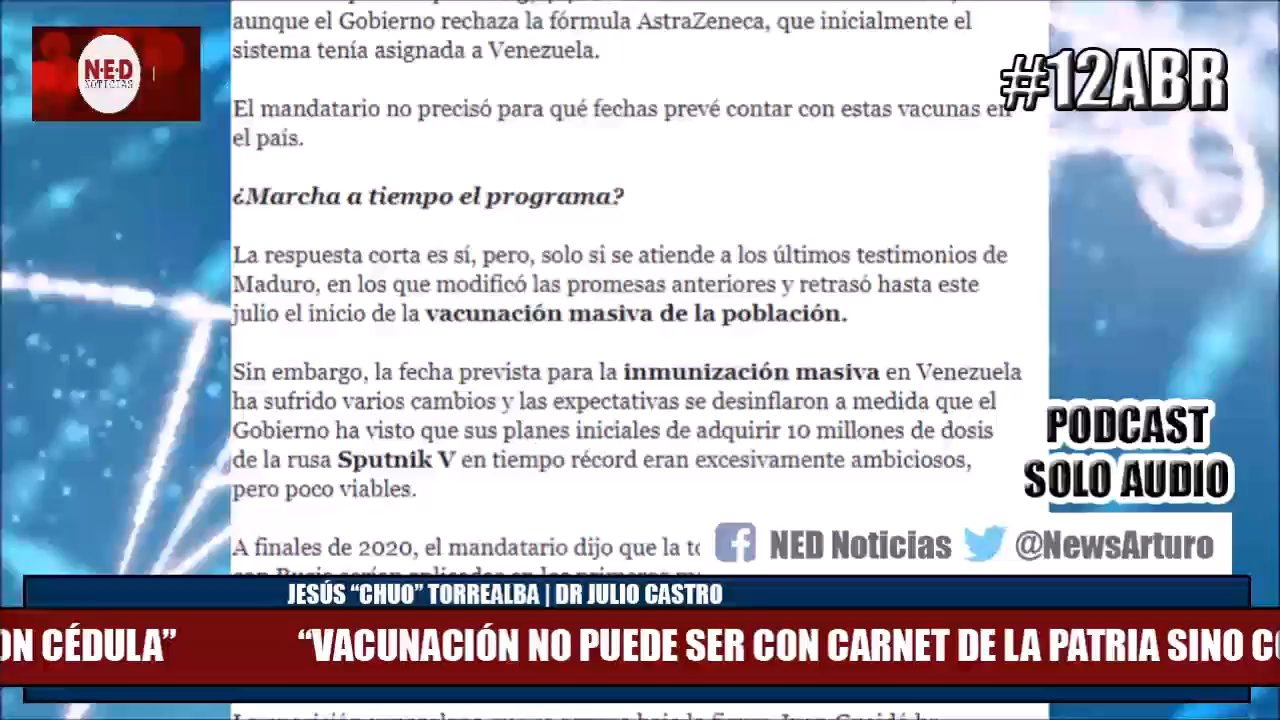 aunque el Gobierno rechaza la fórmula AstraZeneca, que inicialmente el
sistema tenía asignada a Venezuela.
N•E•D
NOTICIAS
#12ABR
El mandatario no precisó para qué fechas prevé contar con estas vacunas en
el país.
¿Marcha a tiempo el programa?
La respuesta corta es sí, pero, solo si se atiende a los últimos testimonios de
Maduro, en los que modificó las promesas anteriores y retrasó hasta este
julio el inicio de la vacunación masiva de la población.
Sin embargo, la fecha prevista para la inmunización masiva en Venezuela
ha sufrido varios cambios y las expectativas se desinflaron a medida que el
Gobierno ha visto que sus planes iniciales de adquirir 10 millones de dosis
de la rusa Sputnik V en tiempo récord eran excesivamente ambiciosos,
pero poco viables.
PODCAST
SOLO AUDIO
A finales de 2020, el mandatario dijo que la
NED Noticias @NewsArturo
JESÚS “CHUO” TORREALBA | DR JULIO CASTRO
ON CÉDULA” “VACUNACIÓN NO PUEDE SER CON CARNET DE LA PATRIA SINO